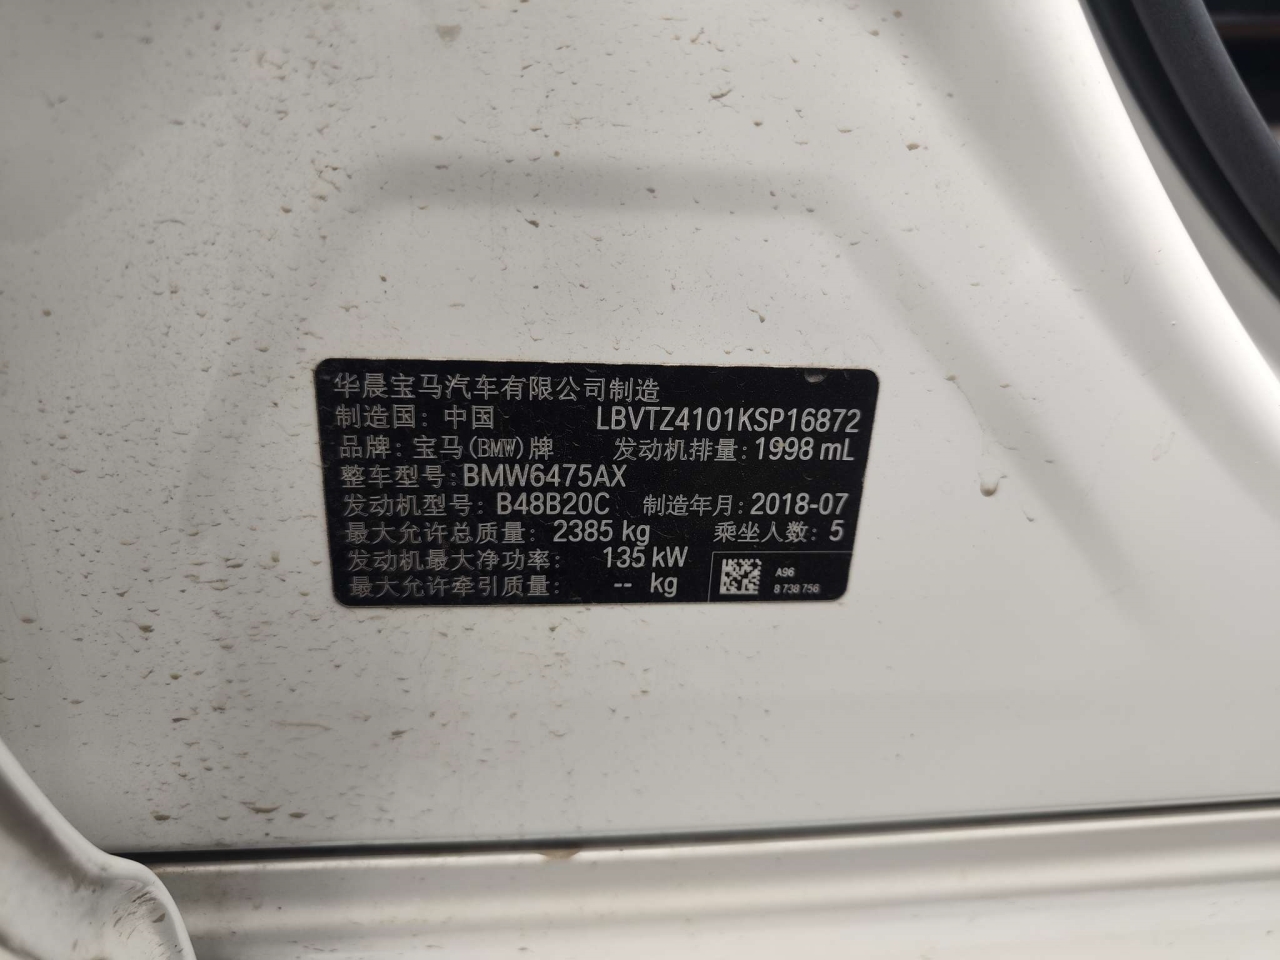 华晨宝马汽车有限公司制造
制造国：中国 LBVTZ4101KSP16872
品牌：宝马(BMW)牌 发动机排量：1998 mL
整车型号：BMW6475AX
发动机型号：B48B20C 制造年月：2018-07
最大允许总质量：2385 kg 乘坐人数：5
发动机最大净功率：135 kW
最大允许牵引质量：-- kg
A96
8 738 756